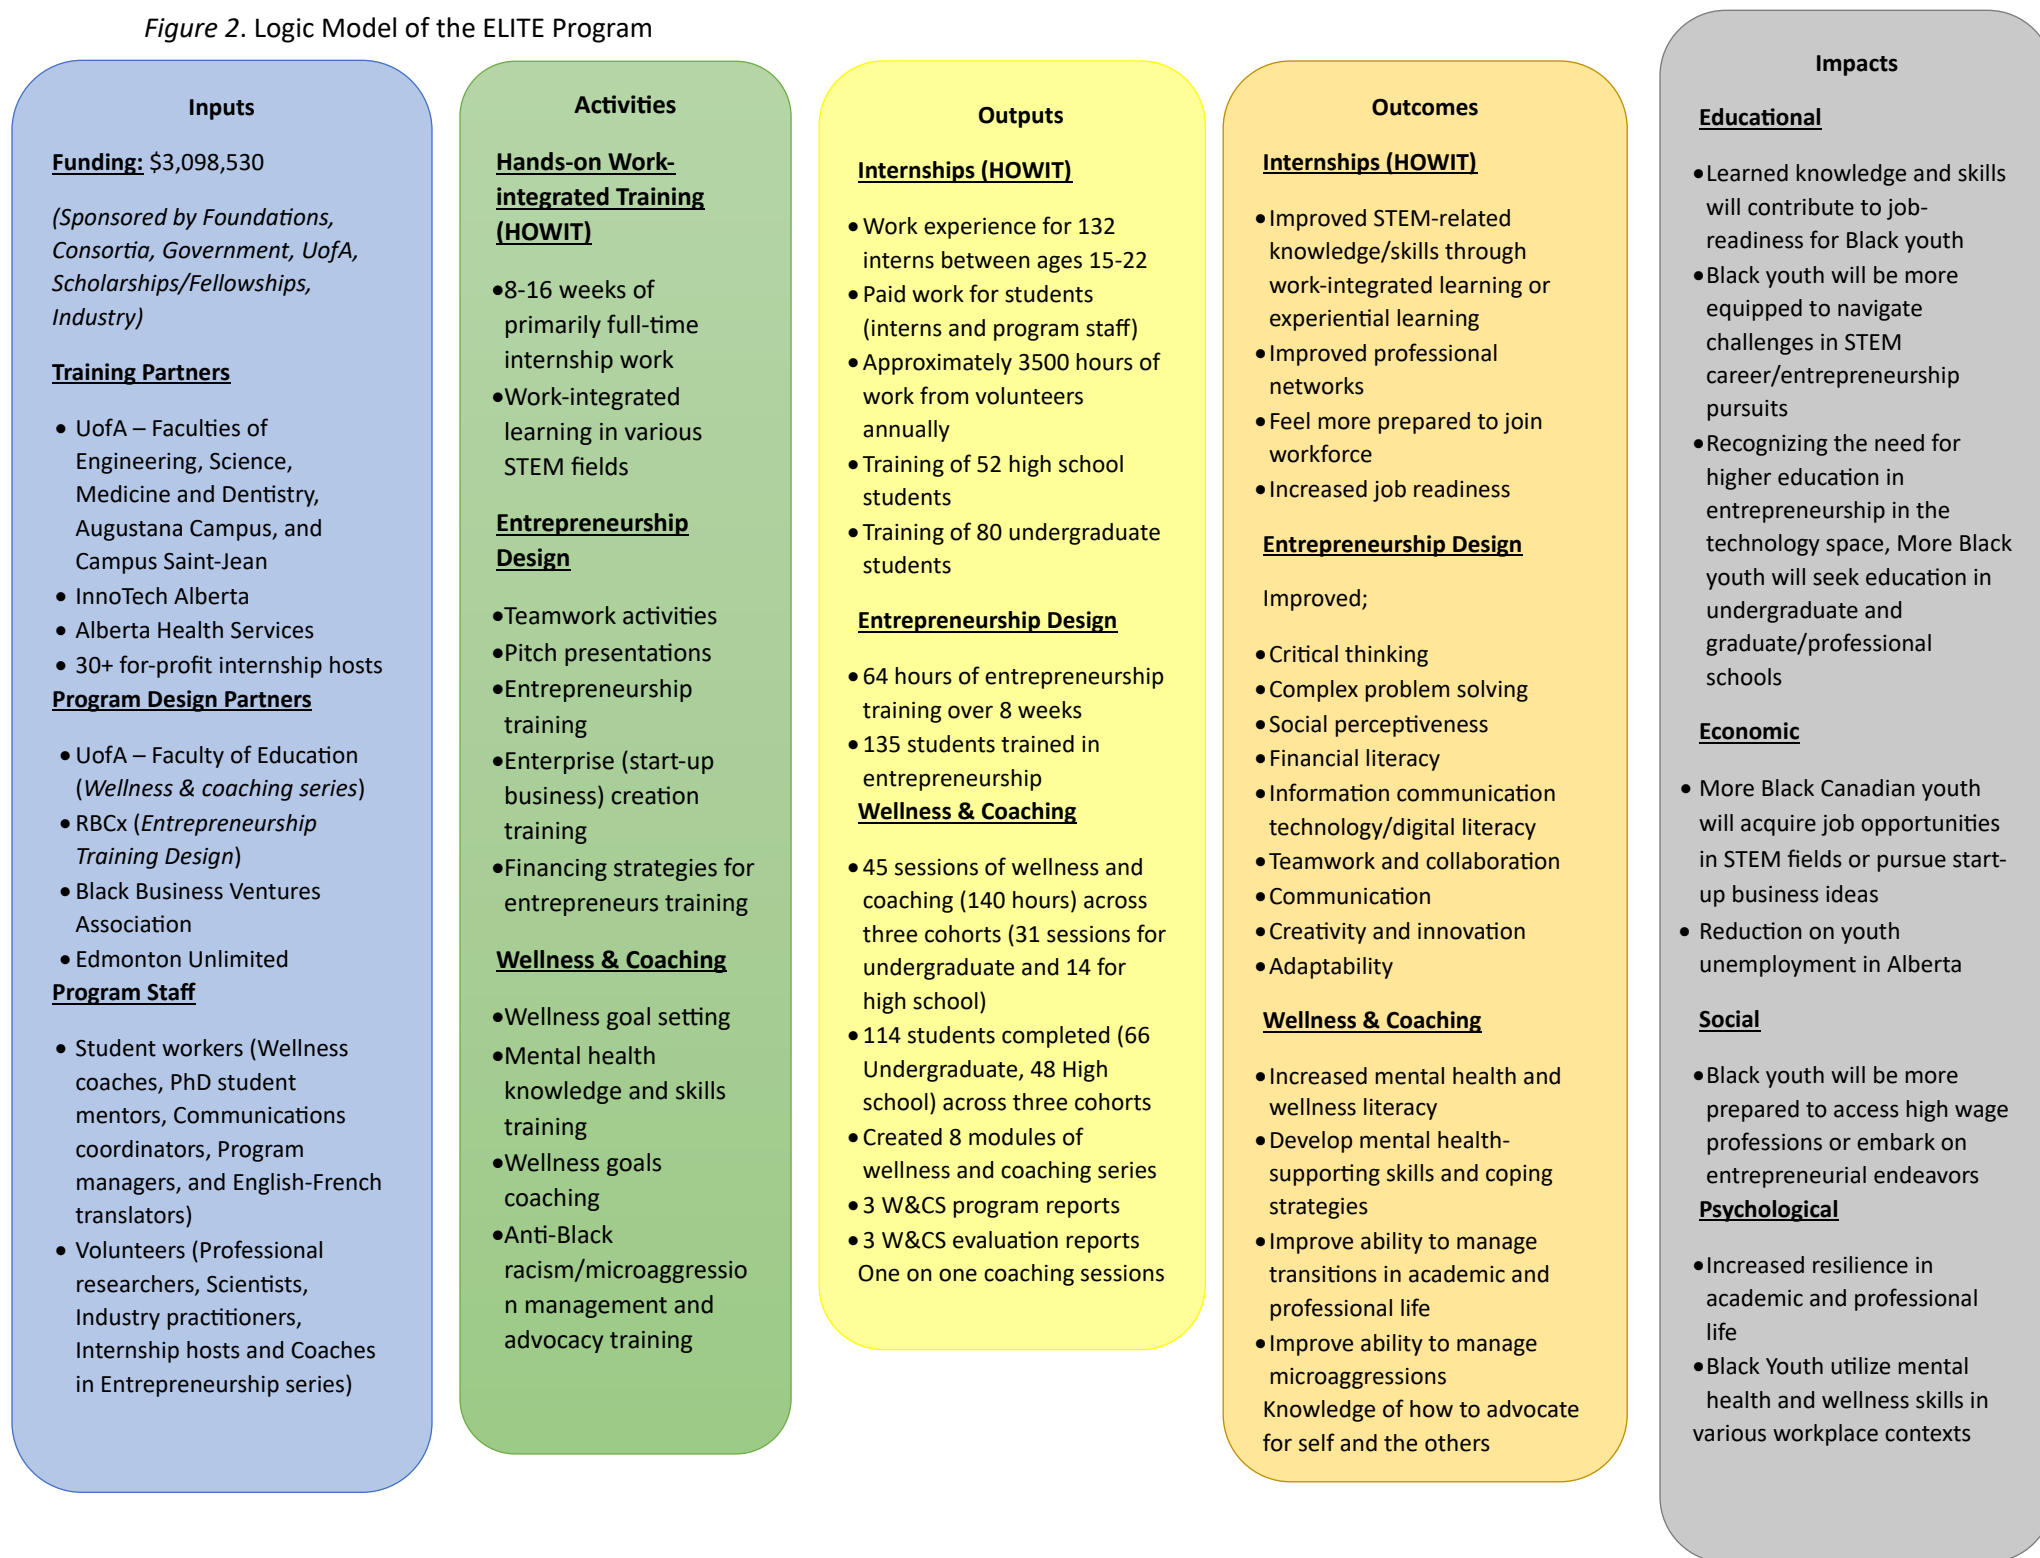 Figure 2. Logic Model of the ELITE Program
Inputs
Funding: $3,098,530
(Sponsored by Foundations,
Consortia, Government, UofA,
Scholarships/Fellowships,
Industry)
Training Partners
• UofA – Faculties of
Engineering, Science,
Medicine and Dentistry,
Augustana Campus, and
Campus Saint-Jean
• InnoTech Alberta
• Alberta Health Services
• 30+ for-profit internship hosts
Program Design Partners
• UofA – Faculty of Education
(Wellness & coaching series)
• RBCx (Entrepreneurship
Training Design)
• Black Business Ventures
Association
• Edmonton Unlimited
Program Staff
• Student workers (Wellness
coaches, PhD student
mentors, Communications
coordinators, Program
managers, and English-French
translators)
• Volunteers (Professional
researchers, Scientists,
Industry practitioners,
Internship hosts and Coaches
in Entrepreneurship series)
Activities
Hands-on Work-
integrated Training
(HOWIT)
•8-16 weeks of
primarily full-time
internship work
•Work-integrated
learning in various
STEM fields
Entrepreneurship
Design
•Teamwork activities
•Pitch presentations
•Entrepreneurship
training
•Enterprise (start-up
business) creation
training
•Financing strategies for
entrepreneurs training
Wellness & Coaching
•Wellness goal setting
•Mental health
knowledge and skills
training
•Wellness goals
coaching
•Anti-Black
racism/microaggressio
n management and
advocacy training
Outputs
Internships (HOWIT)
• Work experience for 132
interns between ages 15-22
• Paid work for students
(interns and program staff)
• Approximately 3500 hours of
work from volunteers
annually
• Training of 52 high school
students
• Training of 80 undergraduate
students
Entrepreneurship Design
• 64 hours of entrepreneurship
training over 8 weeks
• 135 students trained in
entrepreneurship
Wellness & Coaching
• 45 sessions of wellness and
coaching (140 hours) across
three cohorts (31 sessions for
undergraduate and 14 for
high school)
• 114 students completed (66
Undergraduate, 48 High
school) across three cohorts
• Created 8 modules of
wellness and coaching series
• 3 W&CS program reports
• 3 W&CS evaluation reports
One on one coaching sessions
Outcomes
Internships (HOWIT)
• Improved STEM-related
knowledge/skills through
work-integrated learning or
experiential learning
• Improved professional
networks
• Feel more prepared to join
workforce
• Increased job readiness
Entrepreneurship Design
Improved;
• Critical thinking
• Complex problem solving
• Social perceptiveness
• Financial literacy
• Information communication
technology/digital literacy
• Teamwork and collaboration
• Communication
• Creativity and innovation
• Adaptability
Wellness & Coaching
• Increased mental health and
wellness literacy
• Develop mental health-
supporting skills and coping
strategies
• Improve ability to manage
transitions in academic and
professional life
• Improve ability to manage
microaggressions
Knowledge of how to advocate
for self and the others
Impacts
Educational
•Learned knowledge and skills
will contribute to job-
readiness for Black youth
•Black youth will be more
equipped to navigate
challenges in STEM
career/entrepreneurship
pursuits
•Recognizing the need for
higher education in
entrepreneurship in the
technology space, More Black
youth will seek education in
undergraduate and
graduate/professional
schools
Economic
• More Black Canadian youth
will acquire job opportunities
in STEM fields or pursue start-
up business ideas
• Reduction on youth
unemployment in Alberta
Social
•Black youth will be more
prepared to access high wage
professions or embark on
entrepreneurial endeavors
Psychological
•Increased resilience in
academic and professional
life
•Black Youth utilize mental
health and wellness skills in
various workplace contexts